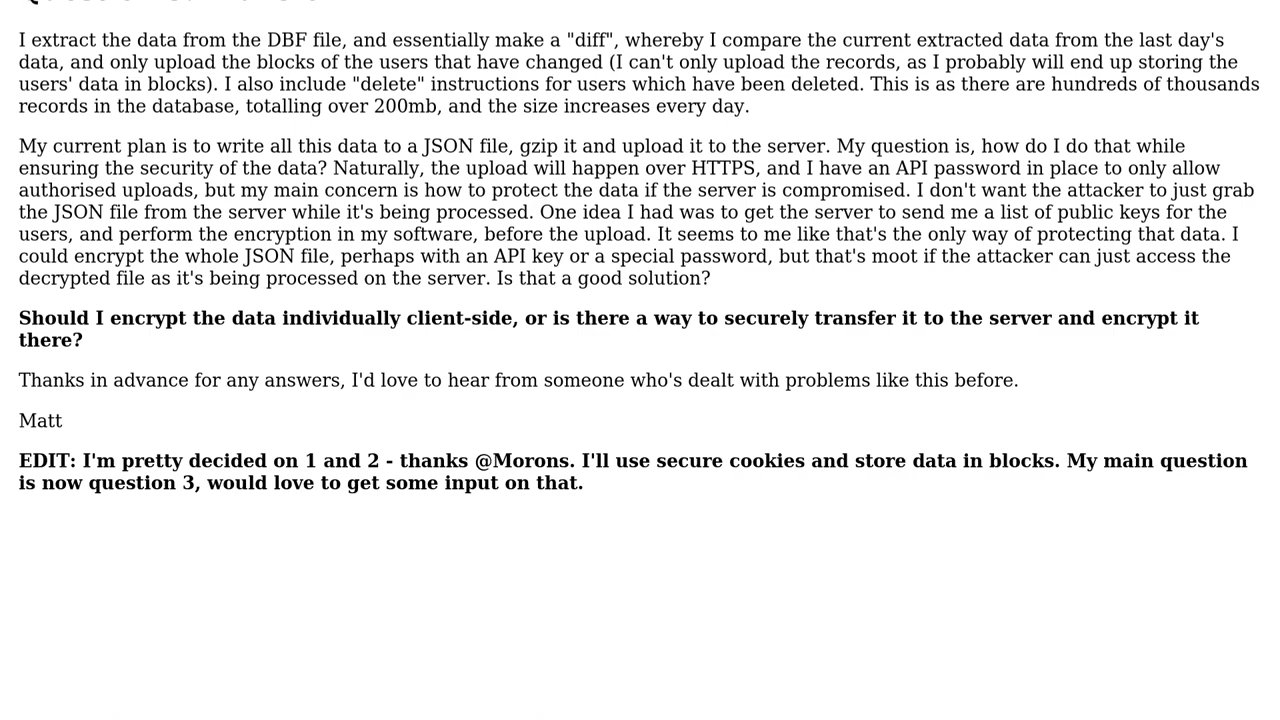 I extract the data from the DBF file, and essentially make a "diff", whereby I compare the current extracted data from the last day's
data, and only upload the blocks of the users that have changed (I can't only upload the records, as I probably will end up storing the
users' data in blocks). I also include "delete" instructions for users which have been deleted. This is as there are hundreds of thousands
records in the database, totalling over 200mb, and the size increases every day.
My current plan is to write all this data to a JSON file, gzip it and upload it to the server. My question is, how do I do that while
ensuring the security of the data? Naturally, the upload will happen over HTTPS, and I have an API password in place to only allow
authorised uploads, but my main concern is how to protect the data if the server is compromised. I don't want the attacker to just grab
the JSON file from the server while it's being processed. One idea I had was to get the server to send me a list of public keys for the
users, and perform the encryption in my software, before the upload. It seems to me like that's the only way of protecting that data. I
could encrypt the whole JSON file, perhaps with an API key or a special password, but that's moot if the attacker can just access the
decrypted file as it's being processed on the server. Is that a good solution?
Should I encrypt the data individually client-side, or is there a way to securely transfer it to the server and encrypt it
there?
Thanks in advance for any answers, I'd love to hear from someone who's dealt with problems like this before.
Matt
EDIT: I'm pretty decided on 1 and 2 - thanks @Morons. I'll use secure cookies and store data in blocks. My main question
is now question 3, would love to get some input on that.